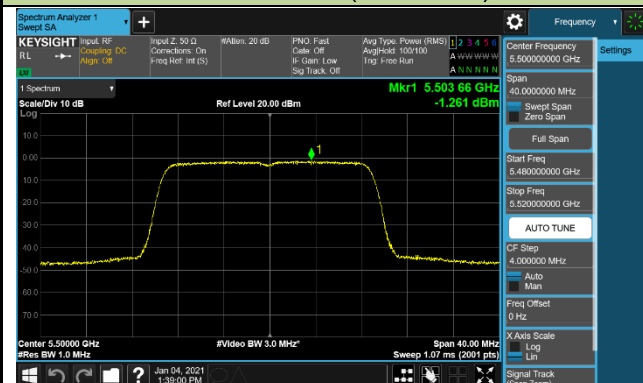 Spectrum Analyzer 1
Swept SA
Frequency
KEYSIGHT
RL
Input: RF
Coupling: DC
Align: Off
Input Z: 50 Ω
Corrections: On
Freq Ref: Int (S)
#Atten: 20 dB
PNO: Fast
Gate: Off
IF Gain: Low
Sig Track: Off
Avg Type: Power (RMS)
Avg|Hold: 100/100
Trig: Free Run
1 2 3 4 5 6
A W W W W W
A N N N N N
1 Spectrum
Scale/Div 10 dB
Ref Level 20.00 dBm
Mkr1 5.503 66 GHz
-1.261 dBm
Log
10.0
0.00
1
10.0
20.0
30.0
40.0
-50.0
60.0
70.0
Center 5.50000 GHz
#Res BW 1.0 MHz
#Video BW 3.0 MHz*
Span 40.00 MHz
Sweep 1.07 ms (2001 pts)
?
Jan 04, 2021
1:39:00 PM
Center Frequency
5.500000000 GHz
Span
40.0000000 MHz
Swept Span
Zero Span
Full Span
Start Freq
5.480000000 GHz
Stop Freq
5.520000000 GHz
AUTO TUNE
CF Step
4.000000 MHz
Auto
Man
Freq Offset
0 Hz
X Axis Scale
Log
Lin
Signal Track
Settings